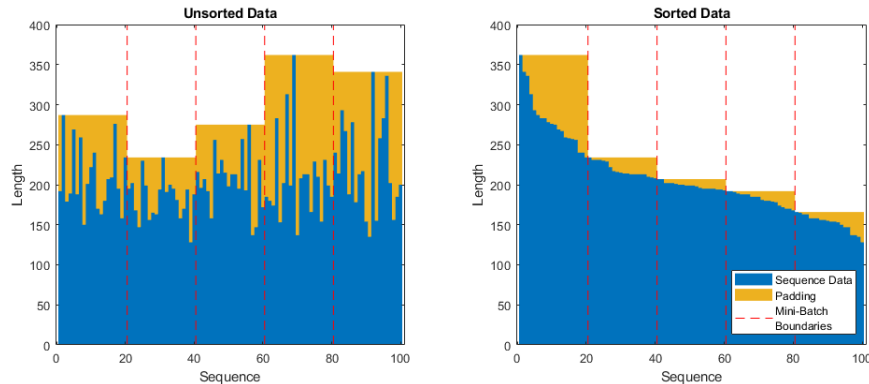 Unsorted Data
400
350
300
250
200
150
100
50
0
Length
0 20 40 60 80 100
Sequence
Sorted Data
400
350
300
250
200
150
100
50
0
Length
0 20 40 60 80 100
Sequence
Sequence Data
Padding
Mini-Batch
Boundaries